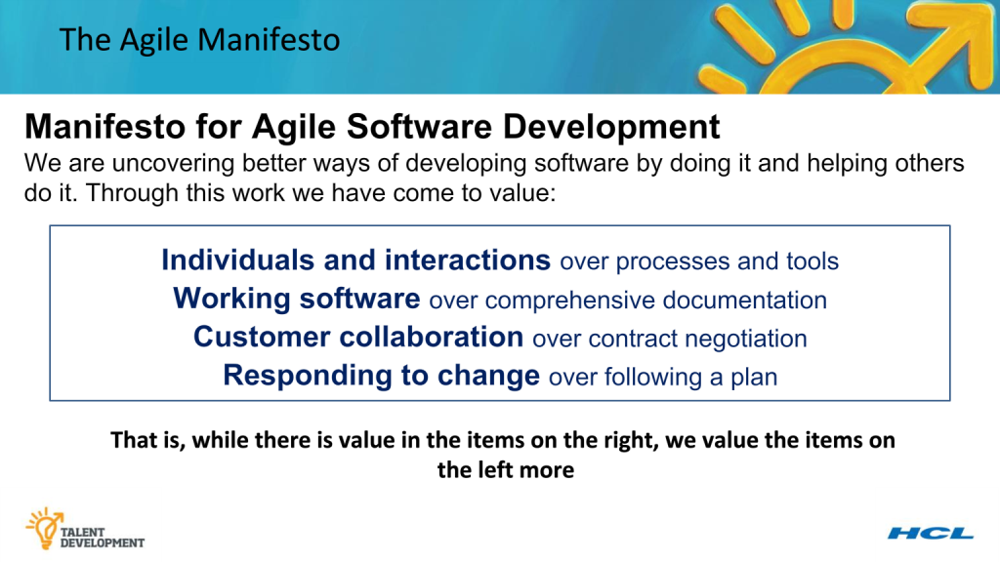 The Agile Manifesto
Manifesto for Agile Software Development
We are uncovering better ways of developing software by doing it and helping others
do it. Through this work we have come to value:
Individuals and interactions over processes and tools
Working software over comprehensive documentation
Customer collaboration over contract negotiation
Responding to change over following a plan
That is, while there is value in the items on the right, we value the items on
the left more
TALENT
DEVELOPMENT
HCL